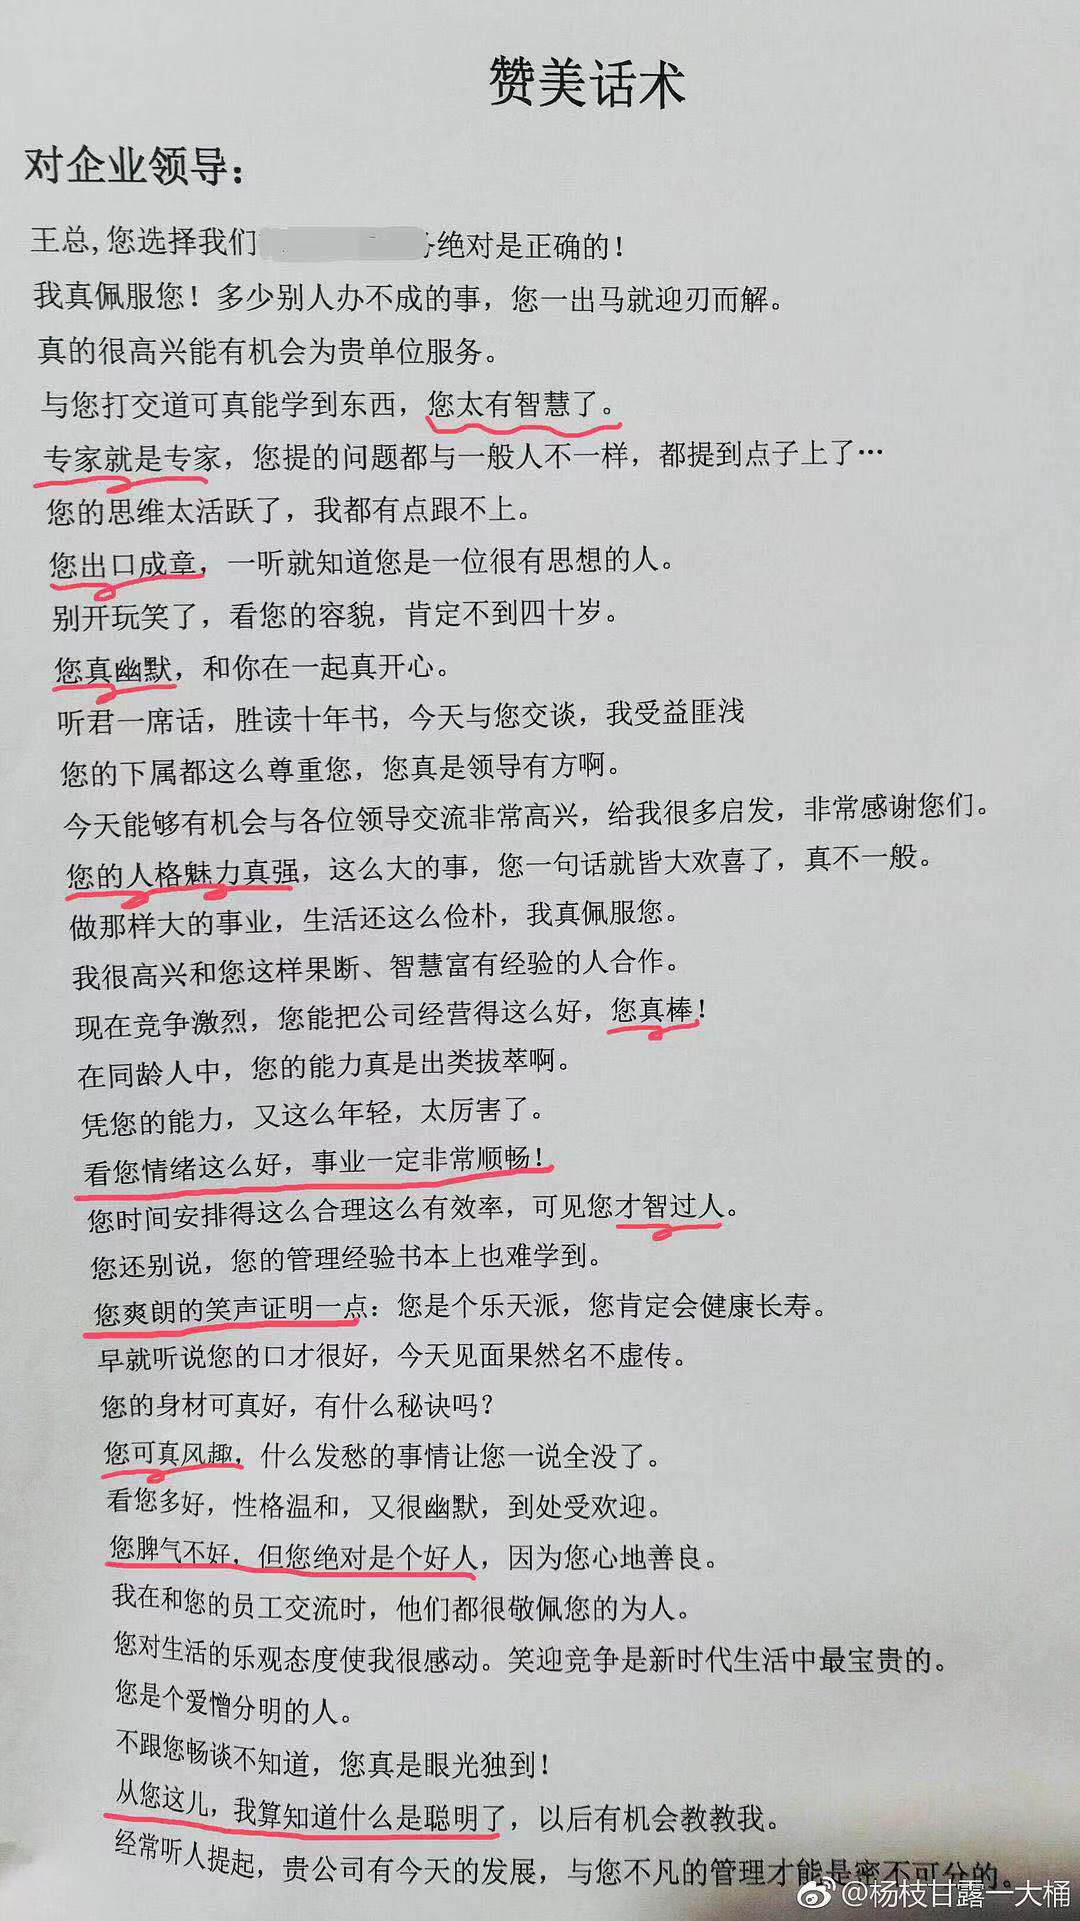 赞美话术
对企业领导：
王总,您选择我们 绝对是正确的！
我真佩服您！多少别人办不成的事，您一出马就迎刃而解。
真的很高兴能有机会为贵单位服务。
与您打交道可真能学到东西，您太有智慧了。
专家就是专家，您提的问题都与一般人不一样，都提到点子上了…
您的思维太活跃了，我都有点跟不上。
您出口成章，一听就知道您是一位很有思想的人。
别开玩笑了，看您的容貌，肯定不到四十岁。
您真幽默，和你在一起真开心。
听君一席话，胜读十年书，今天与您交谈，我受益匪浅
您的下属都这么尊重您，您真是领导有方啊。
今天能够有机会与各位领导交流非常高兴，给我很多启发，非常感谢您们。
您的人格魅力真强，这么大的事，您一句话就皆大欢喜了，真不一般。
做那样大的事业，生活还这么俭朴，我真佩服您。
我很高兴和您这样果断、智慧富有经验的人合作。
现在竞争激烈，您能把公司经营得这么好，您真棒！
在同龄人中，您的能力真是出类拔萃啊。
凭您的能力，又这么年轻，太厉害了。
看您情绪这么好，事业一定非常顺畅！
您时间安排得这么合理这么有效率，可见您才智过人。
您还别说，您的管理经验书本上也难学到。
您爽朗的笑声证明一点：您是个乐天派，您肯定会健康长寿。
早就听说您的口才很好，今天见面果然名不虚传。
您的身材可真好，有什么秘诀吗？
您可真风趣，什么发愁的事情让您一说全没了。
看您多好，性格温和，又很幽默，到处受欢迎。
您脾气不好，但您绝对是个好人，因为您心地善良。
我在和您的员工交流时，他们都很敬佩您的为人。
您对生活的乐观态度使我很感动。笑迎竞争是新时代生活中最宝贵的。
您是个爱憎分明的人。
不跟您畅谈不知道，您真是眼光独到！
从您这儿，我算知道什么是聪明了，以后有机会教教我。
经常听人提起，贵公司有今天的发展，与您不凡的管理才能是密不可分的。
@杨枝甘露一大桶